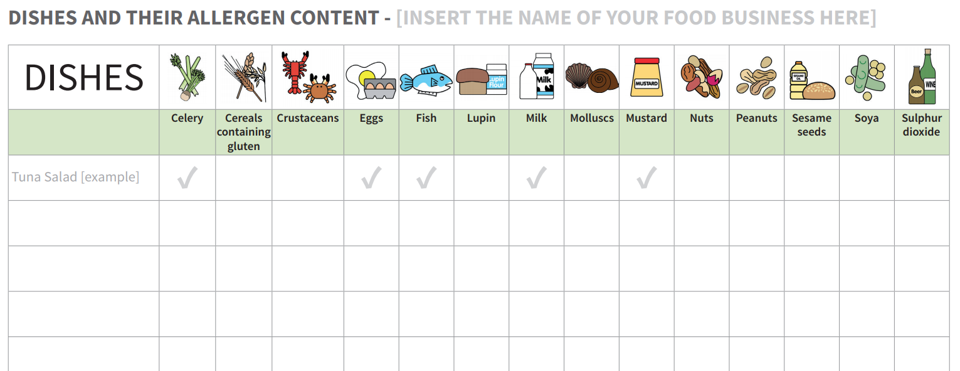 DISHES AND THEIR ALLERGEN CONTENT - [INSERT THE NAME OF YOUR FOOD BUSINESS HERE]
DISHES
Lupin flour
Milk
MUSTARD
Beer
WINE
Celery
Cereals containing gluten
Crustaceans
Eggs
Fish
Lupin
Milk
Molluscs
Mustard
Nuts
Peanuts
Sesame seeds
Soya
Sulphur dioxide
Tuna Salad [example]